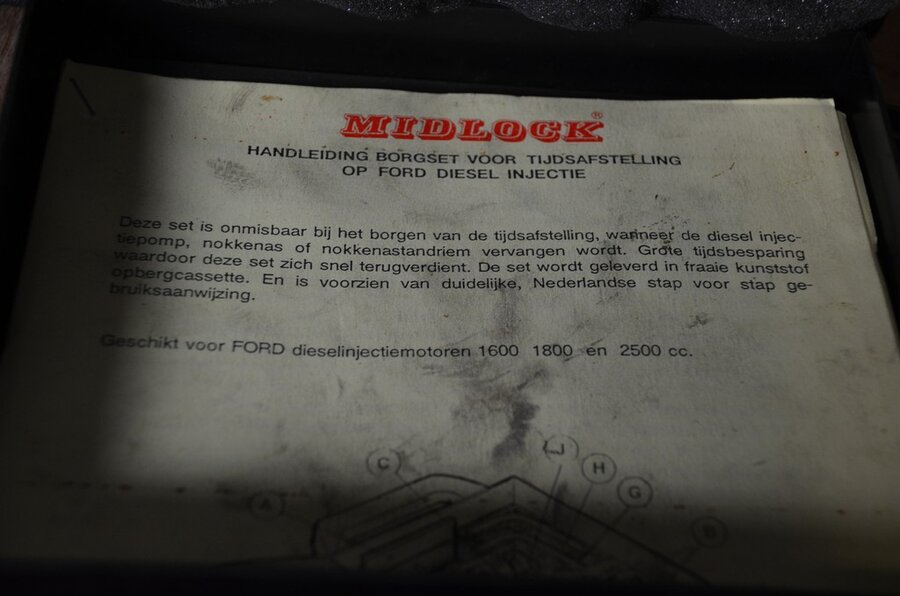 MIDLOCK®
HANDLEIDING BORGSET VOOR TIJDSAFSTELLING
OP FORD DIESEL INJECTIE
Deze set is onmisbaar bij het borgen van de tijdsafstelling, wanneer de diesel injec-
tiepomp, nokkenas of nokkenastandriem vervangen wordt. Grote tijdsbesparing
waardoor deze set zich snel terugverdient. De set wordt geleverd in fraaie kunststof
opbergcassette. En is voorzien van duidelijke, Nederlandse stap voor stap ge-
bruiksaanwijzing.
Geschikt voor FORD dieselinjectiemotoren 1600 1800 en 2500 cc.
J
C H
G
A B